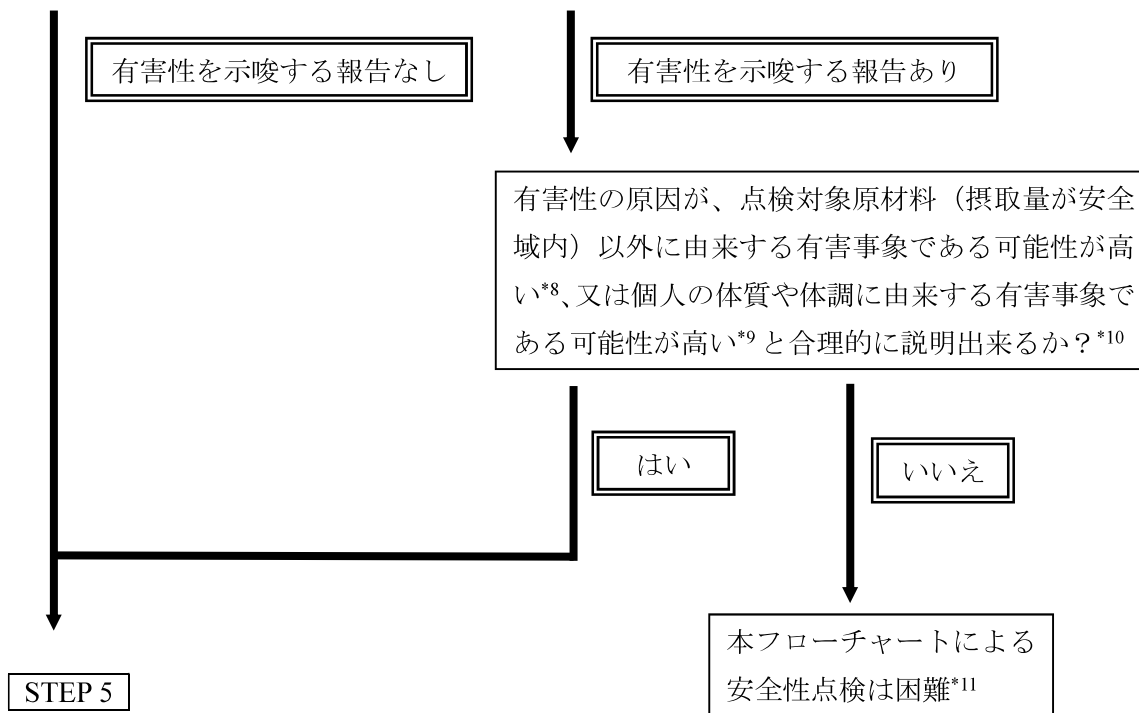 有害性を示唆する報告なし
有害性を示唆する報告あり
有害性の原因が、点検対象原材料（摂取量が安全
域内）以外に由来する有害事象である可能性が高
い*8、又は個人の体質や体調に由来する有害事象で
ある可能性が高い*9 と合理的に説明出来るか？*10
はい
いいえ
本フローチャートによる
安全性点検は困難*11
STEP 5